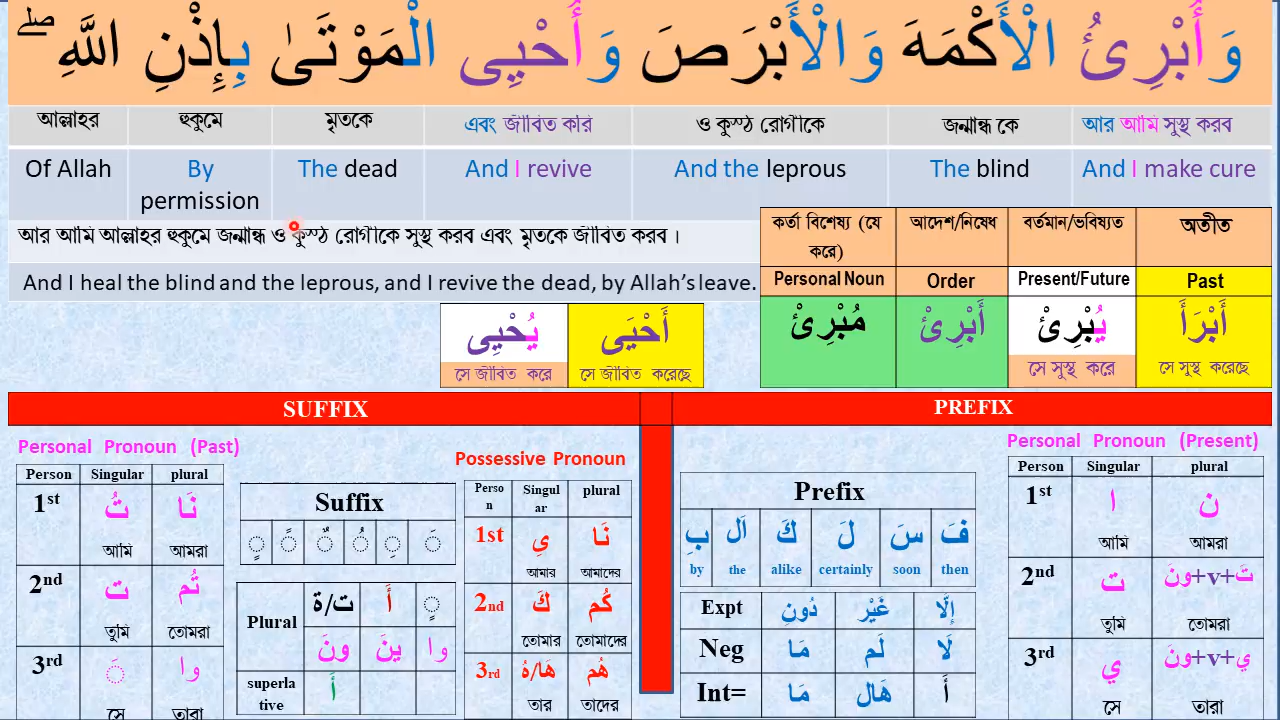 وَأُبْرِئُ الْأَكْمَهَ وَالْأَبْرَصَ وَأُحْيِى الْمَوْتَىٰ بِإِذْنِ اللَّهِ ۖ
আল্লাহর হুকুমে মৃতকে এবং জীবিত করি ও কুস্ঠ রোগীকে জন্মান্ধ কে আর আমি সুস্থ করব
Of Allah By permission The dead And I revive And the leprous The blind And I make cure
আর আমি আল্লাহর হুকুমে জন্মান্ধ ও কুস্ঠ রোগীকে সুস্থ করব এবং মৃতকে জীবিত করব।
And I heal the blind and the leprous, and I revive the dead, by Allah's leave.
কর্তা বিশেষ্য (যে করে) আদেশ/নিষেধ বর্তমান/ভবিষ্যত অতীত
Personal Noun Order Present/Future Past
مُبْرِئْ أَبْرِئْ يُبْرِئْ أَبْرَأَ
সে সুস্থ করে সে সুস্থ করেছে
يُحْيِى أَحْيَى
সে জীবিত করে সে জীবিত করেছে
SUFFIX PREFIX
Personal Pronoun (Past)
Person Singular plural
1st تُ نَا
আমি আমরা
2nd ت تُم
তুমি তোমরা
3rd وا
সে তারা
Suffix
Plural ت/ة أَ
ونَ ينَ وا
superlative أَ
Possessive Pronoun
Person Singular plural
1st ي نَا
আমার আমাদের
2nd كَ كُم
তোমার তোমাদের
3rd هَا/هُ هُم
তার তাদের
Prefix
بِ اَل كَ لَ سَ فَ
by the alike certainly soon then
Expt دُونِ غَيْر إِلَّا
Neg مَا لَم لَا
Int= مَا هَال أَ
Personal Pronoun (Present)
Person Singular plural
1st ا ن
আমি আমরা
2nd ت تَ+v+ونَ
তুমি তোমরা
3rd ي ي+v+ونَ
সে তারা